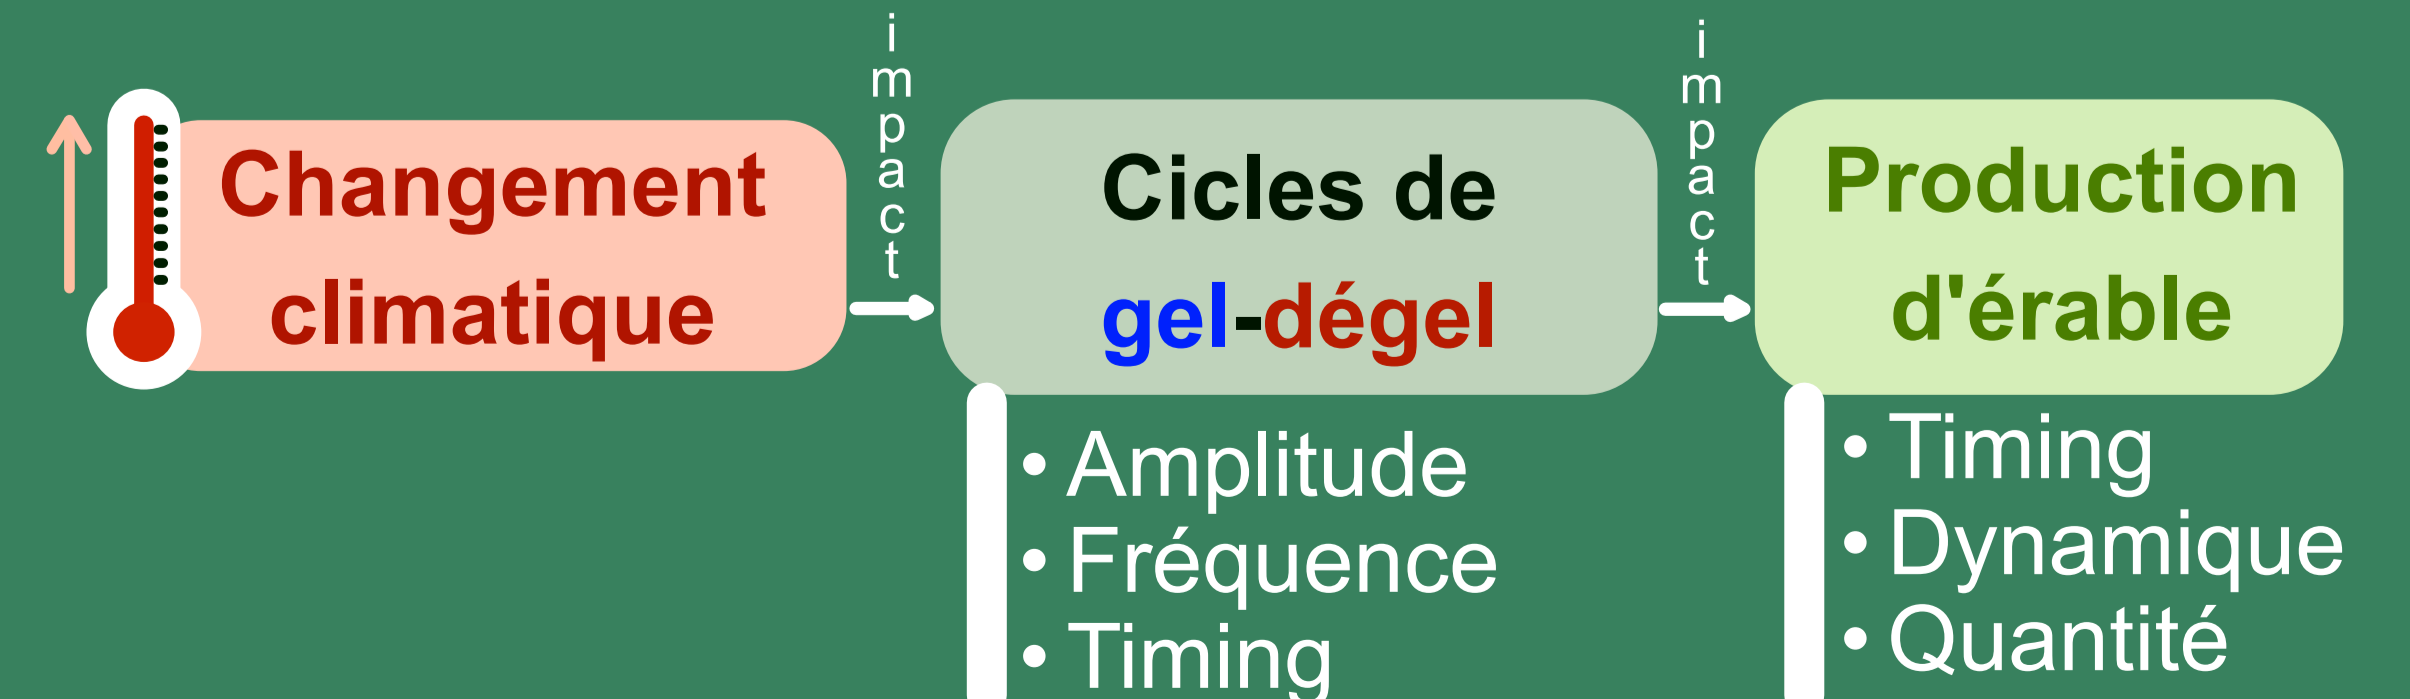 Changement
climatique
impact
Cicles de
gel-dégel
• Amplitude
• Fréquence
• Timing
impact
Production
d'érable
• Timing
• Dynamique
• Quantité